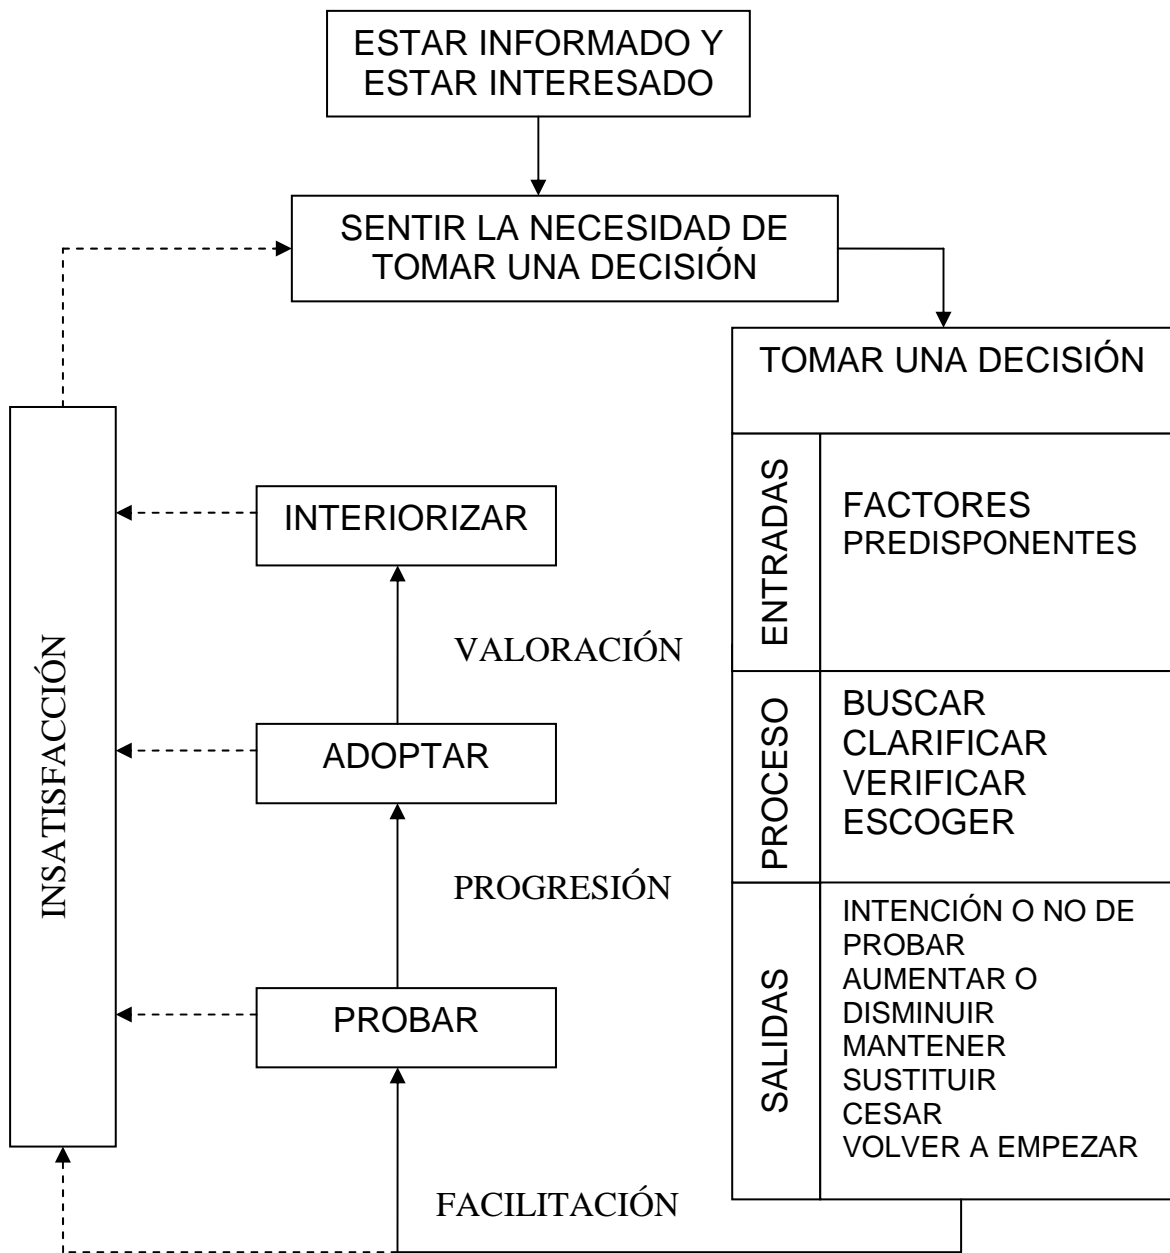 ESTAR INFORMADO Y
ESTAR INTERESADO
SENTIR LA NECESIDAD DE
TOMAR UNA DECISIÓN
TOMAR UNA DECISIÓN
ENTRADAS
FACTORES
PREDISPONENTES
PROCESO
BUSCAR
CLARIFICAR
VERIFICAR
ESCOGER
SALIDAS
INTENCIÓN O NO DE
PROBAR
AUMENTAR O
DISMINUIR
MANTENER
SUSTITUIR
CESAR
VOLVER A EMPEZAR
INSATISFACCIÓN
INTERIORIZAR
VALORACIÓN
ADOPTAR
PROGRESIÓN
PROBAR
FACILITACIÓN